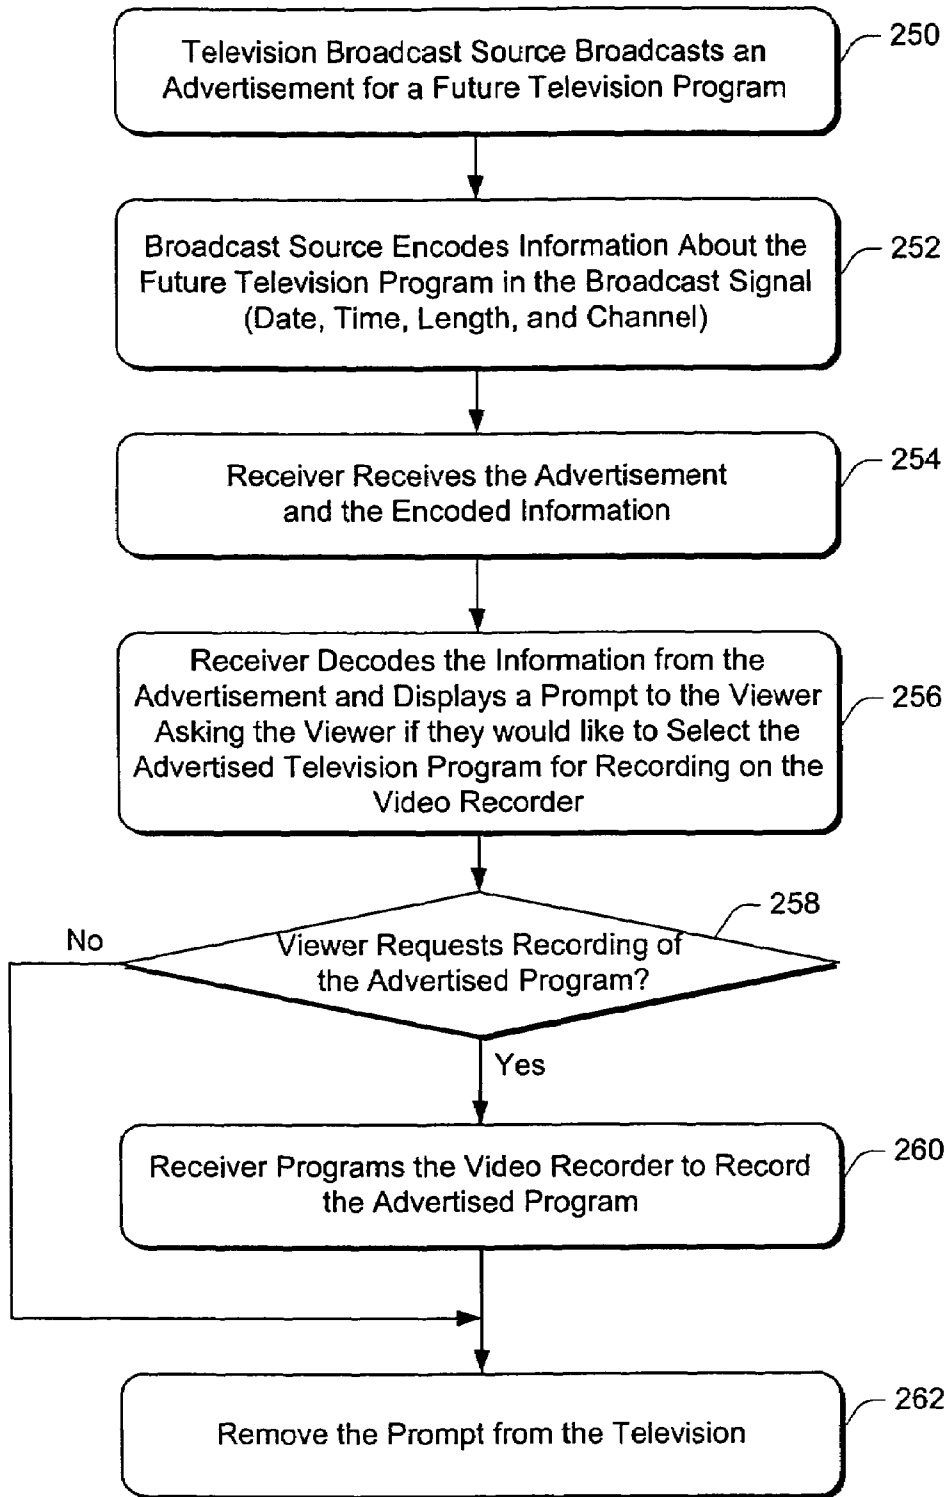 Television Broadcast Source Broadcasts an
Advertisement for a Future Television Program
250
Broadcast Source Encodes Information About the
Future Television Program in the Broadcast Signal
(Date, Time, Length, and Channel)
252
Receiver Receives the Advertisement
and the Encoded Information
254
Receiver Decodes the Information from the
Advertisement and Displays a Prompt to the Viewer
Asking the Viewer if they would like to Select the
Advertised Television Program for Recording on the
Video Recorder
256
258
No
Viewer Requests Recording of
the Advertised Program?
Yes
Receiver Programs the Video Recorder to Record
the Advertised Program
260
Remove the Prompt from the Television
262